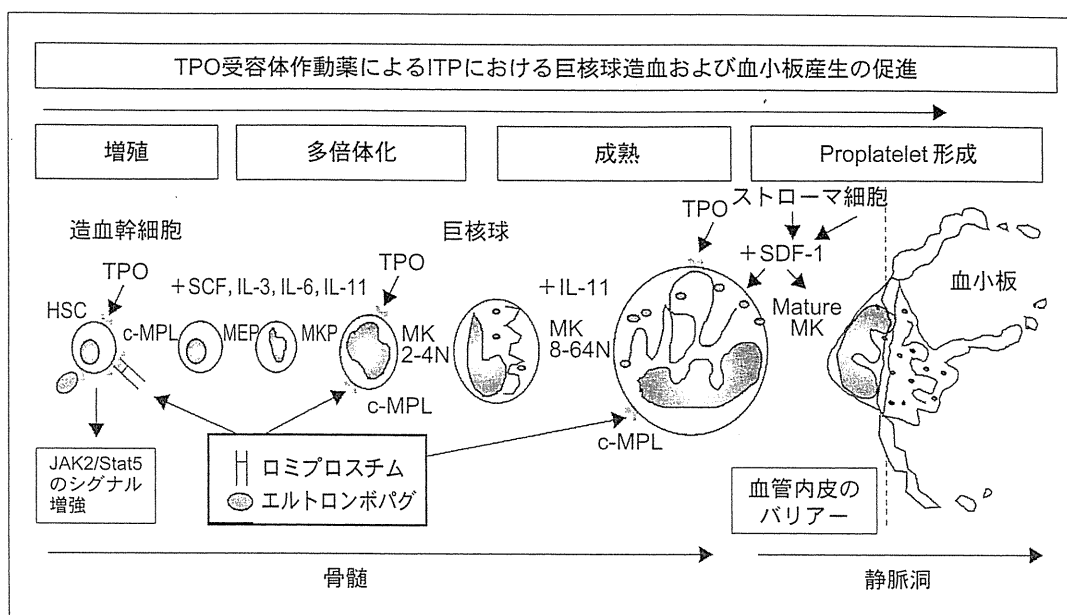 TPO受容体作動薬によるITPにおける巨核球造血および血小板産生の促進
増殖
多倍体化
成熟
Proplatelet 形成
造血幹細胞
巨核球
TPO
ストローマ細胞
TPO
+SCF, IL-3, IL-6, IL-11
TPO
+IL-11
+SDF-1
血小板
HSC
c-MPL
MEP
MKP
MK
2-4N
MK
8-64N
Mature
MK
c-MPL
c-MPL
JAK2/Stat5
のシグナル
増強
ロミプロスチム
エルトロンボパグ
血管内皮の
バリアー
骨髄
静脈洞